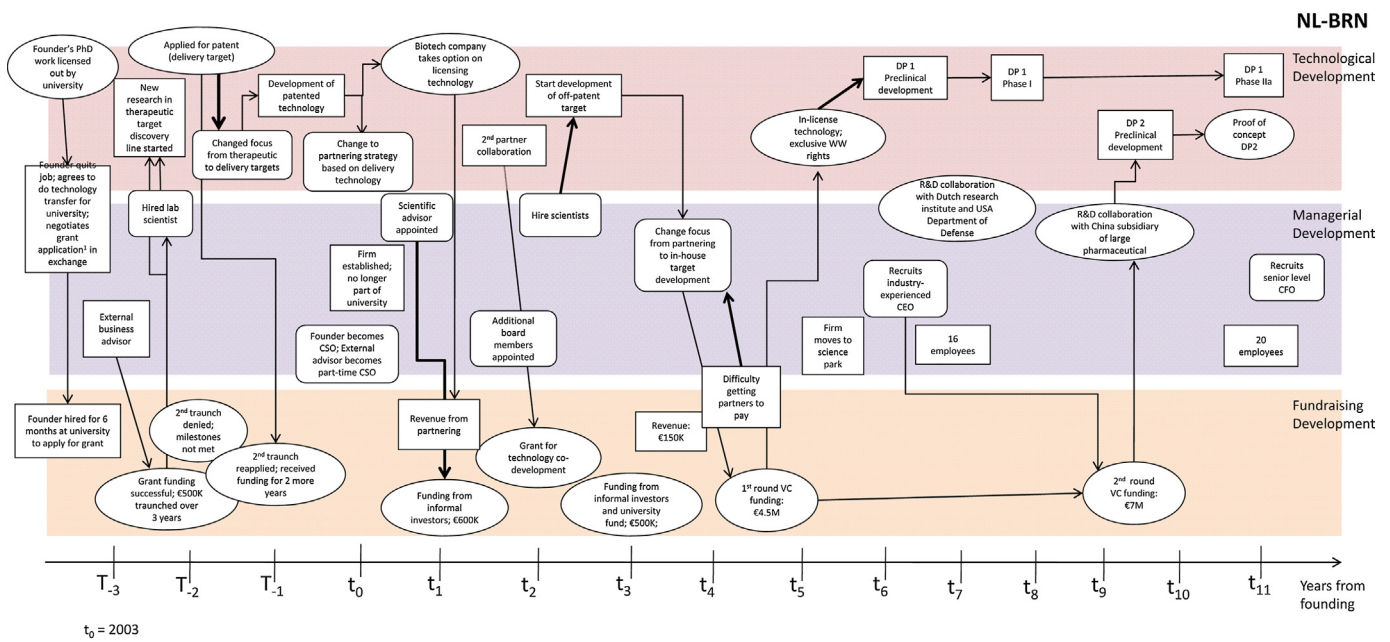 NL-BRN
Technological
Development
Founder's PhD
work licensed
out by
university
Applied for patent
(delivery target)
New
research in
therapeutic
target
discovery
line started
Development of
patented
technology
Changed focus
from therapeutic
to delivery targets
Biotech company
takes option on
licensing
technology
Change to
partnering strategy
based on delivery
technology
2nd partner
collaboration
Start development
of off-patent
target
In-license
technology;
exclusive WW
rights
DP 1
Preclinical
development
DP 1
Phase I
DP 1
Phase IIa
DP 2
Preclinical
development
Proof of
concept
DP2
Managerial
Development
Founder quits
job; agrees to
do technology
transfer for
university;
negotiates
grant
application1 in
exchange
Hired lab
scientist
Scientific
advisor
appointed
Hire scientists
Firm
established;
no longer
part of
university
External
business
advisor
Founder becomes
CSO; External
advisor becomes
part-time CSO
Additional
board
members
appointed
Change focus
from partnering
to in-house
target
development
R&D collaboration
with Dutch research
institute and USA
Department of
Defense
R&D collaboration
with China subsidiary
of large
pharmaceutical
Recruits
industry-
experienced
CEO
Recruits
senior level
CFO
Firm
moves to
science
park
16
employees
20
employees
Difficulty
getting
partners to
pay
Fundraising
Development
Founder hired for 6
months at university
to apply for grant
2nd traunch
denied;
milestones
not met
Grant funding
successful; €500K
traunched over
3 years
2nd traunch
reapplied; received
funding for 2 more
years
Revenue from
partnering
Funding from
informal
investors; €600K
Grant for
technology co-
development
Funding from
informal investors
and university
fund; €500K;
Revenue:
€150K
1st round VC
funding:
€4.5M
2nd round
VC funding:
€7M
T-3 T-2 T-1 t0 t1 t2 t3 t4 t5 t6 t7 t8 t9 t10 t11
Years from
founding
t0 = 2003